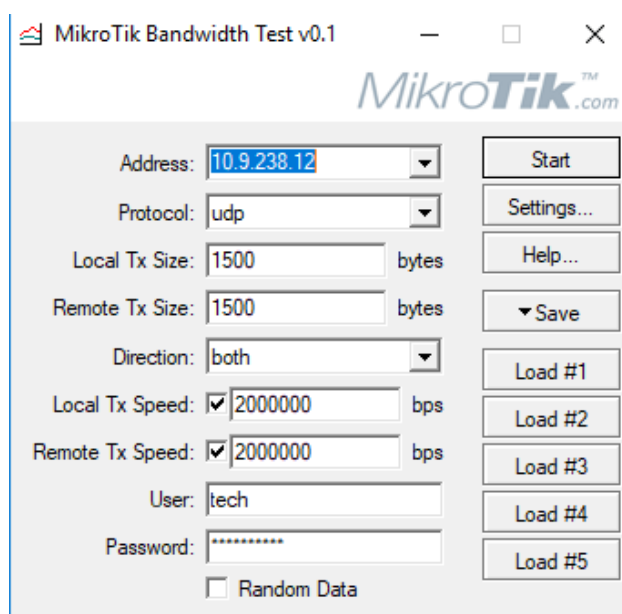 MikroTik Bandwidth Test v0.1
MikroTik™.com
Address: 10.9.238.12 Start
Protocol: udp Settings...
Local Tx Size: 1500 bytes Help...
Remote Tx Size: 1500 bytes Save
Direction: both Load #1
Local Tx Speed: 2000000 bps Load #2
Remote Tx Speed: 2000000 bps Load #3
User: tech Load #4
Password: ********** Load #5
Random Data